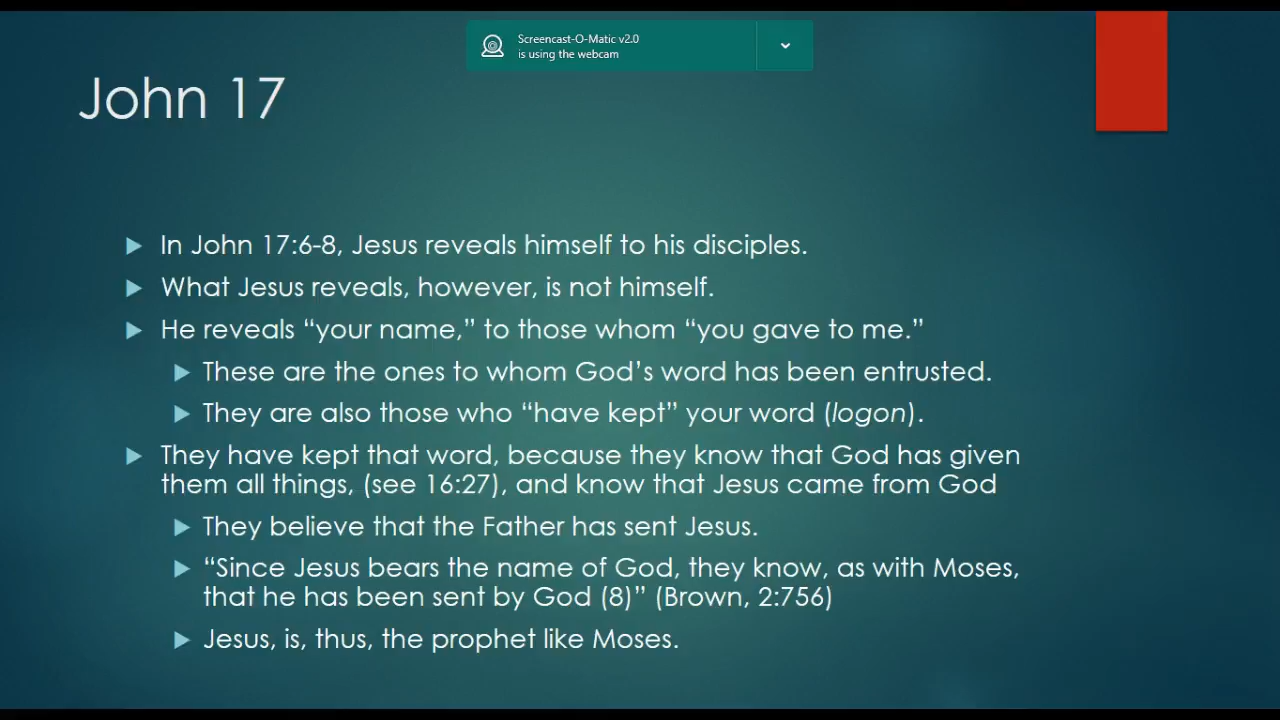 Screencast-O-Matic v2.0
is using the webcam
John 17
In John 17:6-8, Jesus reveals himself to his disciples.
What Jesus reveals, however, is not himself.
He reveals “your name,” to those whom “you gave to me.”
These are the ones to whom God’s word has been entrusted.
They are also those who “have kept” your word (logon).
They have kept that word, because they know that God has given
them all things, (see 16:27), and know that Jesus came from God
They believe that the Father has sent Jesus.
“Since Jesus bears the name of God, they know, as with Moses,
that he has been sent by God (8)” (Brown, 2:756)
Jesus, is, thus, the prophet like Moses.